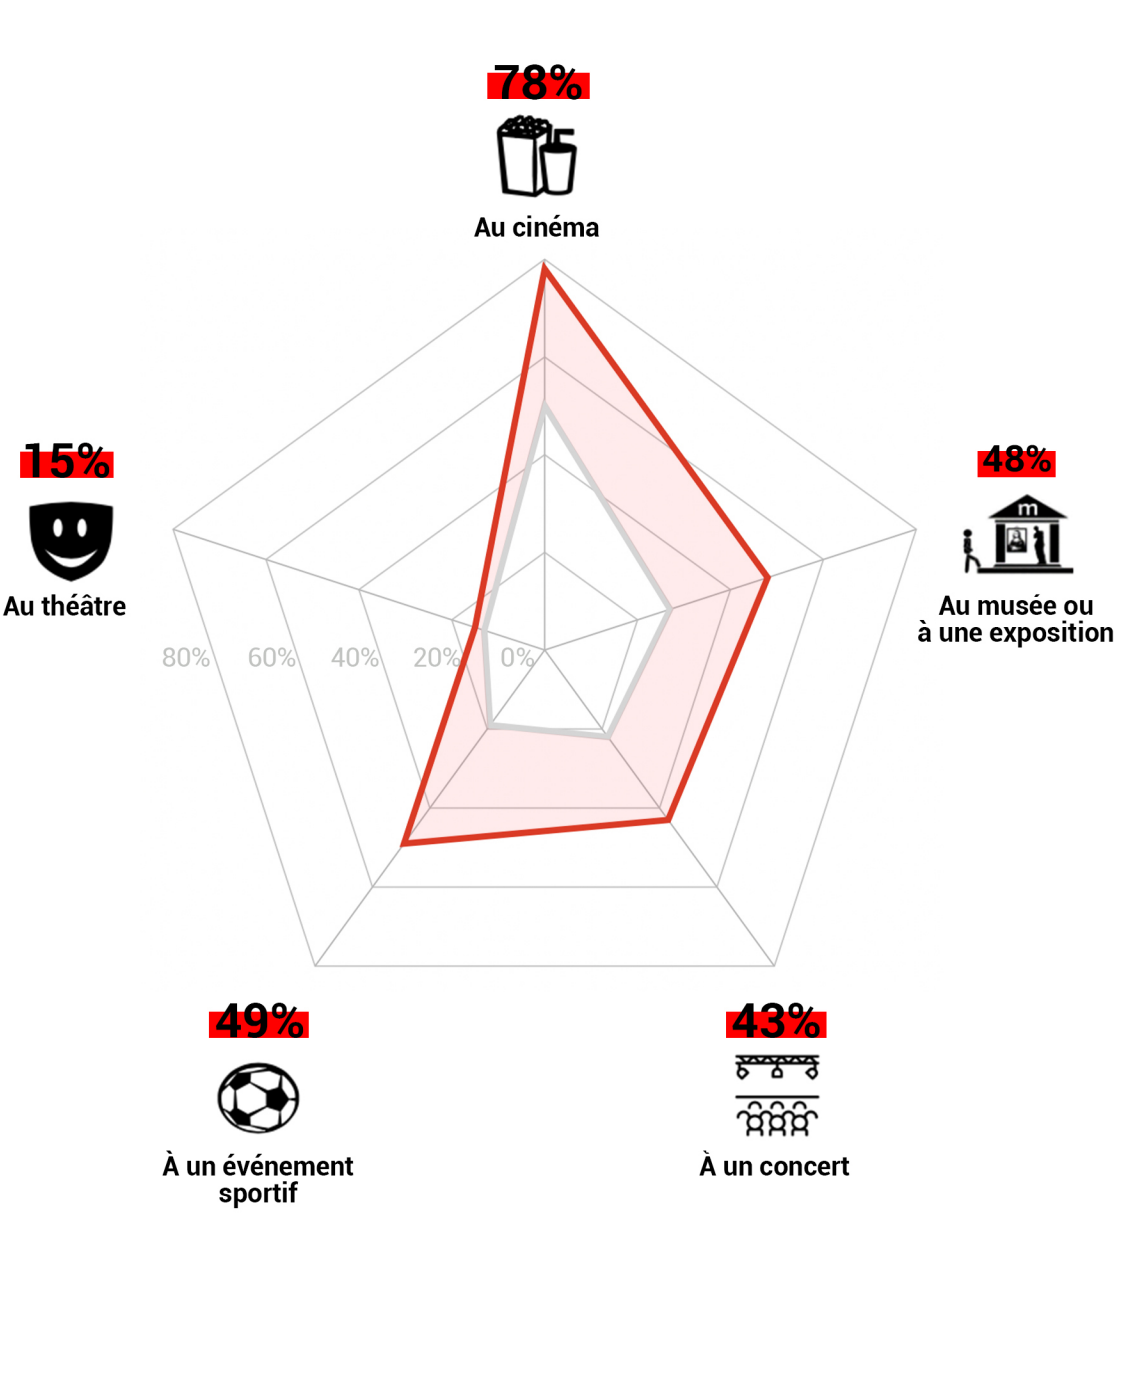 78%
Au cinéma
15%
Au théâtre
48%
m
Au musée ou
à une exposition
80% 60% 40% 20% 0%
49%
À un événement
sportif
43%
À un concert